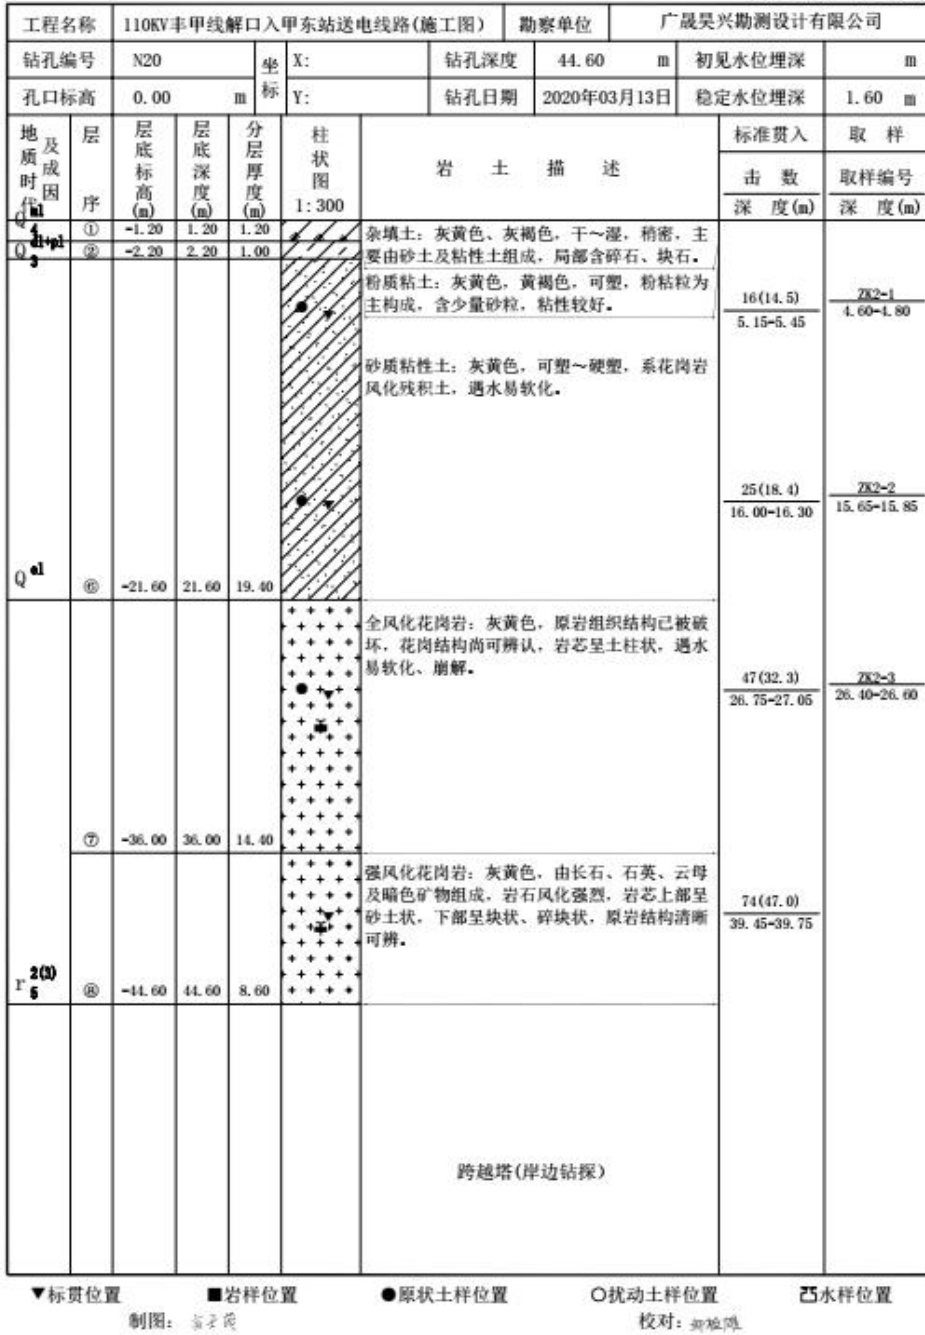 工程名称 110KV丰甲线解口入甲东站送电线路(施工图) 勘察单位 广晟昊兴勘测设计有限公司
钻孔编号 N20 坐标 X: 钻孔深度 44.60 m 初见水位埋深 m
孔口标高 0.00 m Y: 钻孔日期 2020年03月13日 稳定水位埋深 1.60 m
地质时代及成因 层序 层底标高(m) 层底深度(m) 分层厚度(m) 柱状图 1:300 岩 土 描 述 标准贯入 取 样
击 数 取样编号
深 度(m) 深 度(m)
Q ml 4 ① -1.20 1.20 1.20 杂填土：灰黄色、灰褐色，干～湿，稍密，主
要由砂土及粘性土组成，局部含碎石、块石。
Q dl+pl 3 ② -2.20 2.20 1.00
粉质粘土：灰黄色，黄褐色，可塑，粉粘粒为
主构成，含少量砂粒，粘性较好。
16(14.5) ZK2-1
5.15-5.45 4.60-4.80
砂质粘性土：灰黄色，可塑～硬塑，系花岗岩
风化残积土，遇水易软化。
25(18.4) ZK2-2
16.00-16.30 15.65-15.85
Q el ⑥ -21.60 21.60 19.40
全风化花岗岩：灰黄色，原岩组织结构已被破
坏，花岗结构尚可辨认，岩芯呈土柱状，遇水
易软化、崩解。
47(32.3) ZK2-3
26.75-27.05 26.40-26.60
⑦ -36.00 36.00 14.40
强风化花岗岩：灰黄色，由长石、石英、云母
及暗色矿物组成，岩石风化强烈，岩芯上部呈
砂土状，下部呈块状、碎块状，原岩结构清晰
可辨。
74(47.0)
39.45-39.75
r 2(3) 5 ⑧ -44.60 44.60 8.60
跨越塔(岸边钻探)
▼标贯位置 ■岩样位置 ●原状土样位置 ○扰动土样位置 水样位置
制图： 校对：